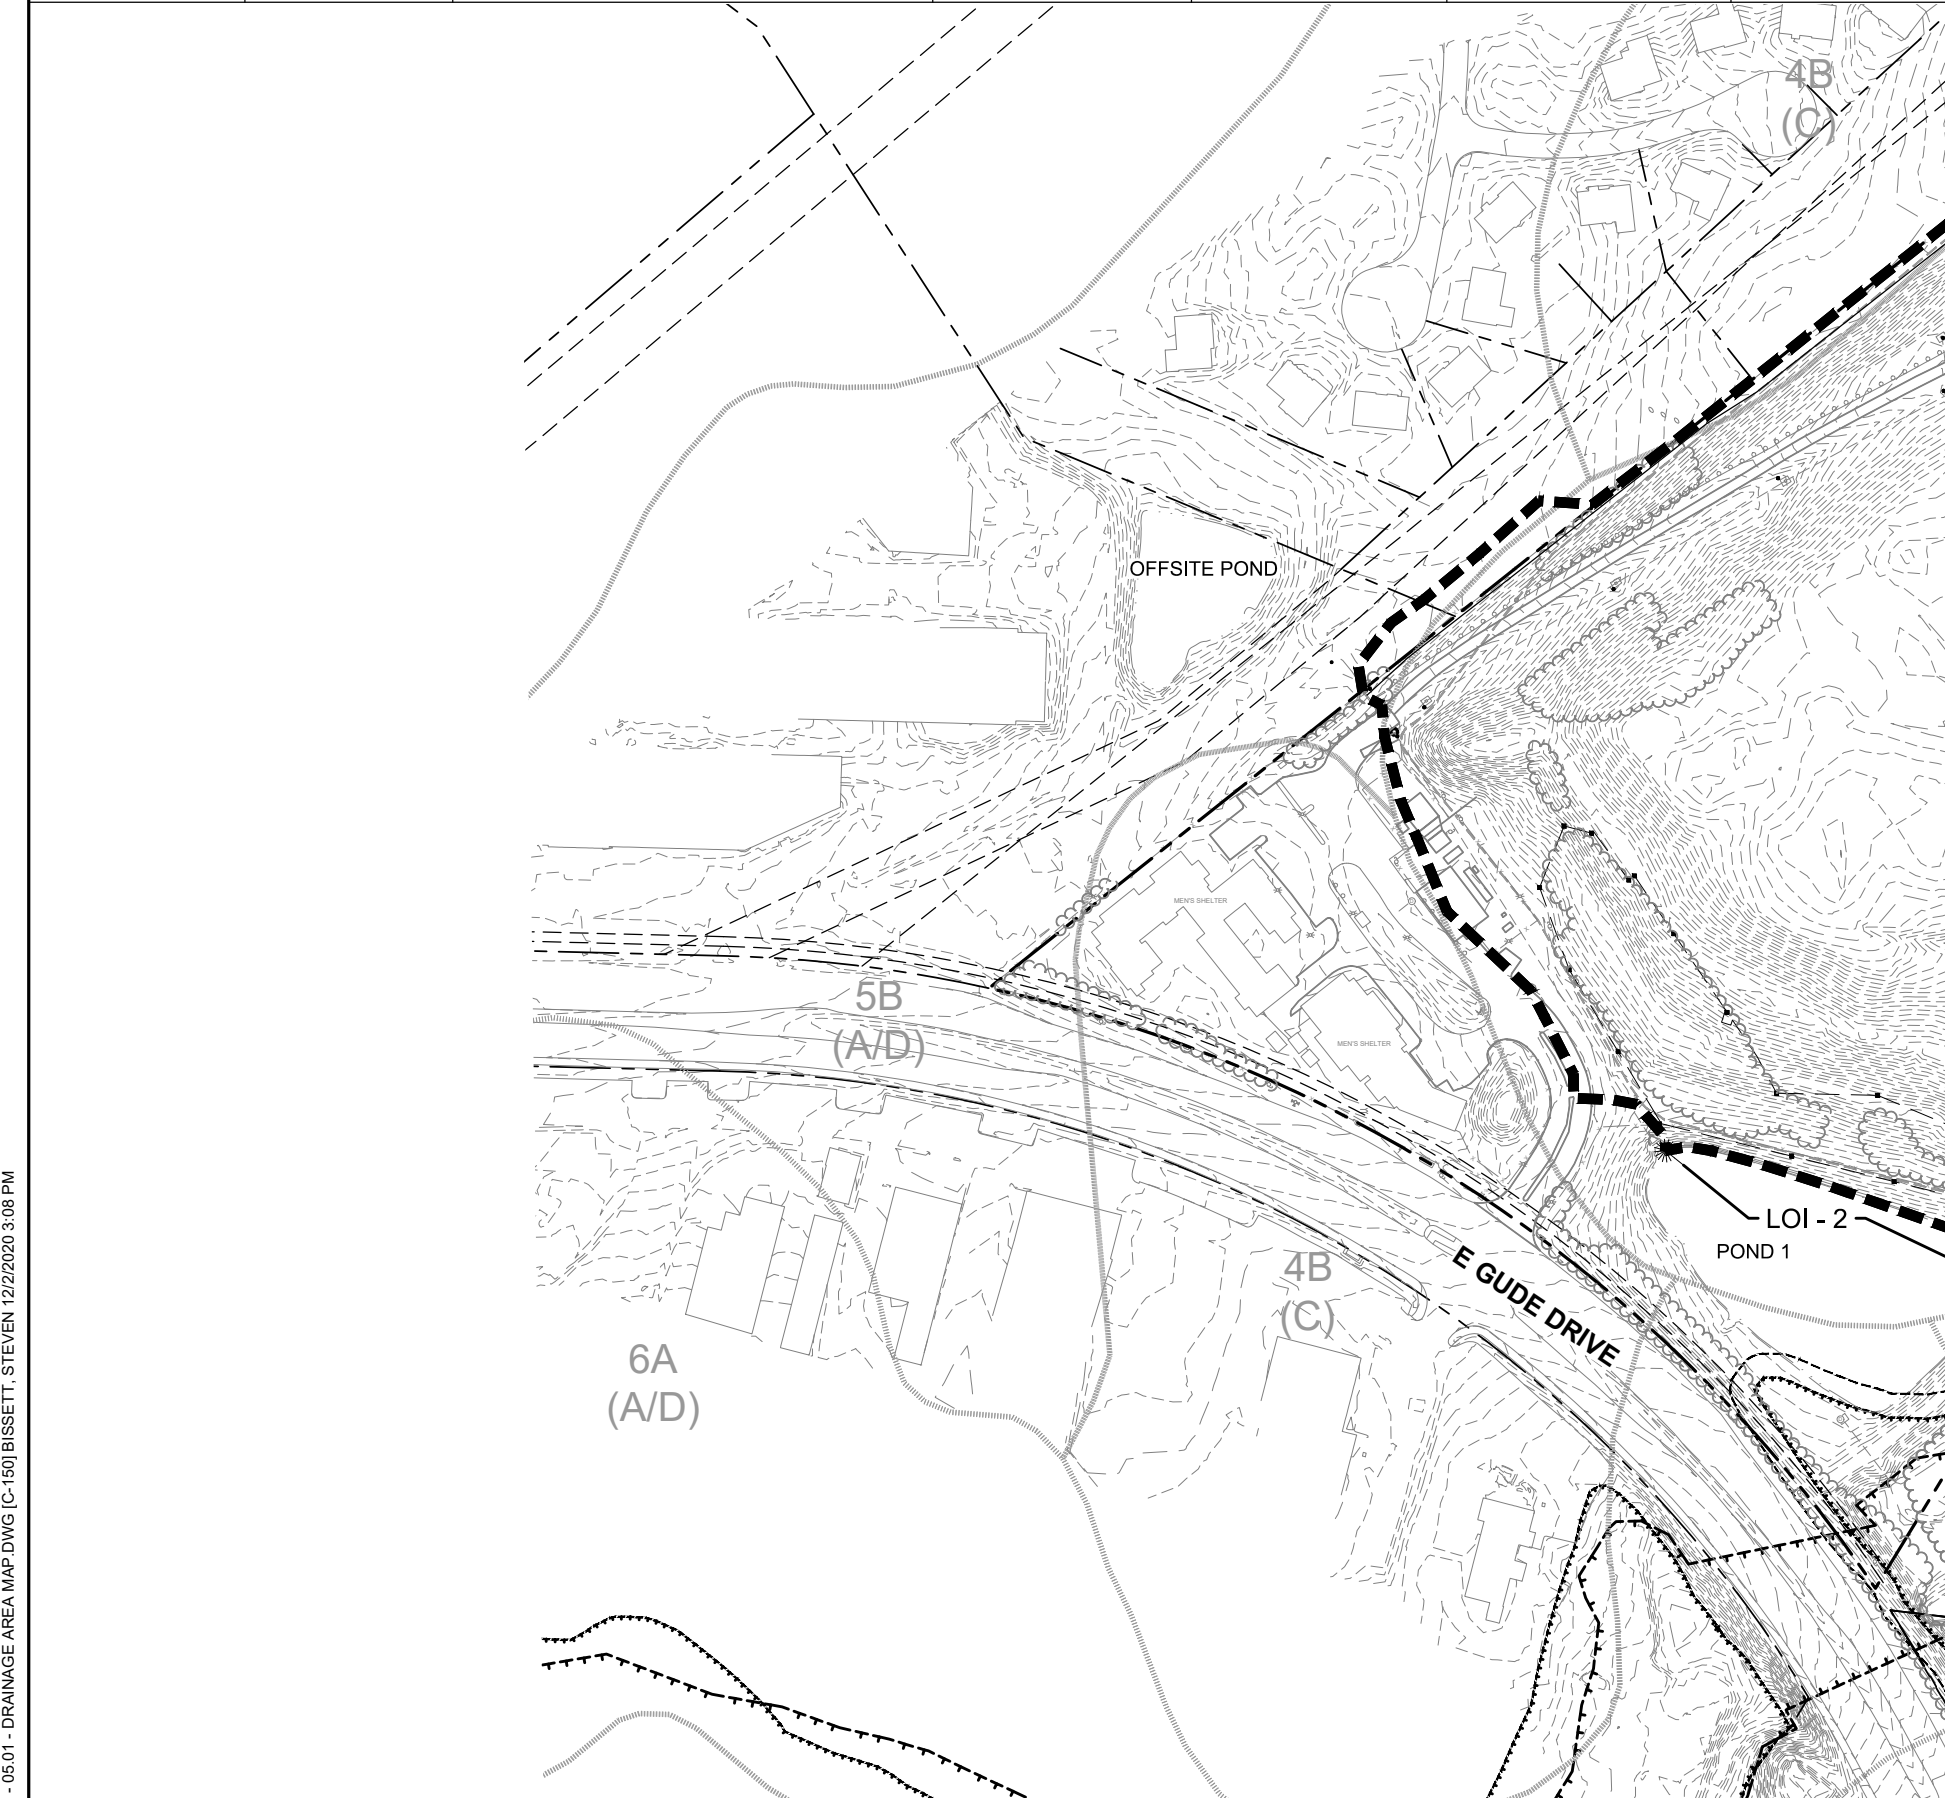 4B
(C)
OFFSITE POND
MEN'S SHELTER
5B
(A/D)
MEN'S SHELTER
LOI - 2
POND 1
E GUDE DRIVE
4B
(C)
6A
(A/D)
- 05.01 - DRAINAGE AREA MAP.DWG [C-150] BISSETT, STEVEN 12/2/2020 3:08 PM